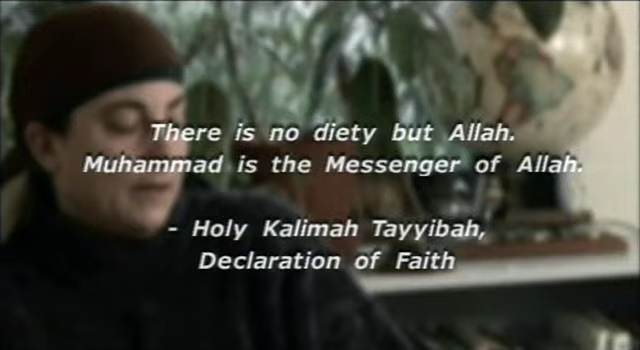 There is no diety but Allah.
Muhammad is the Messenger of Allah.
- Holy Kalimah Tayyibah,
Declaration of Faith